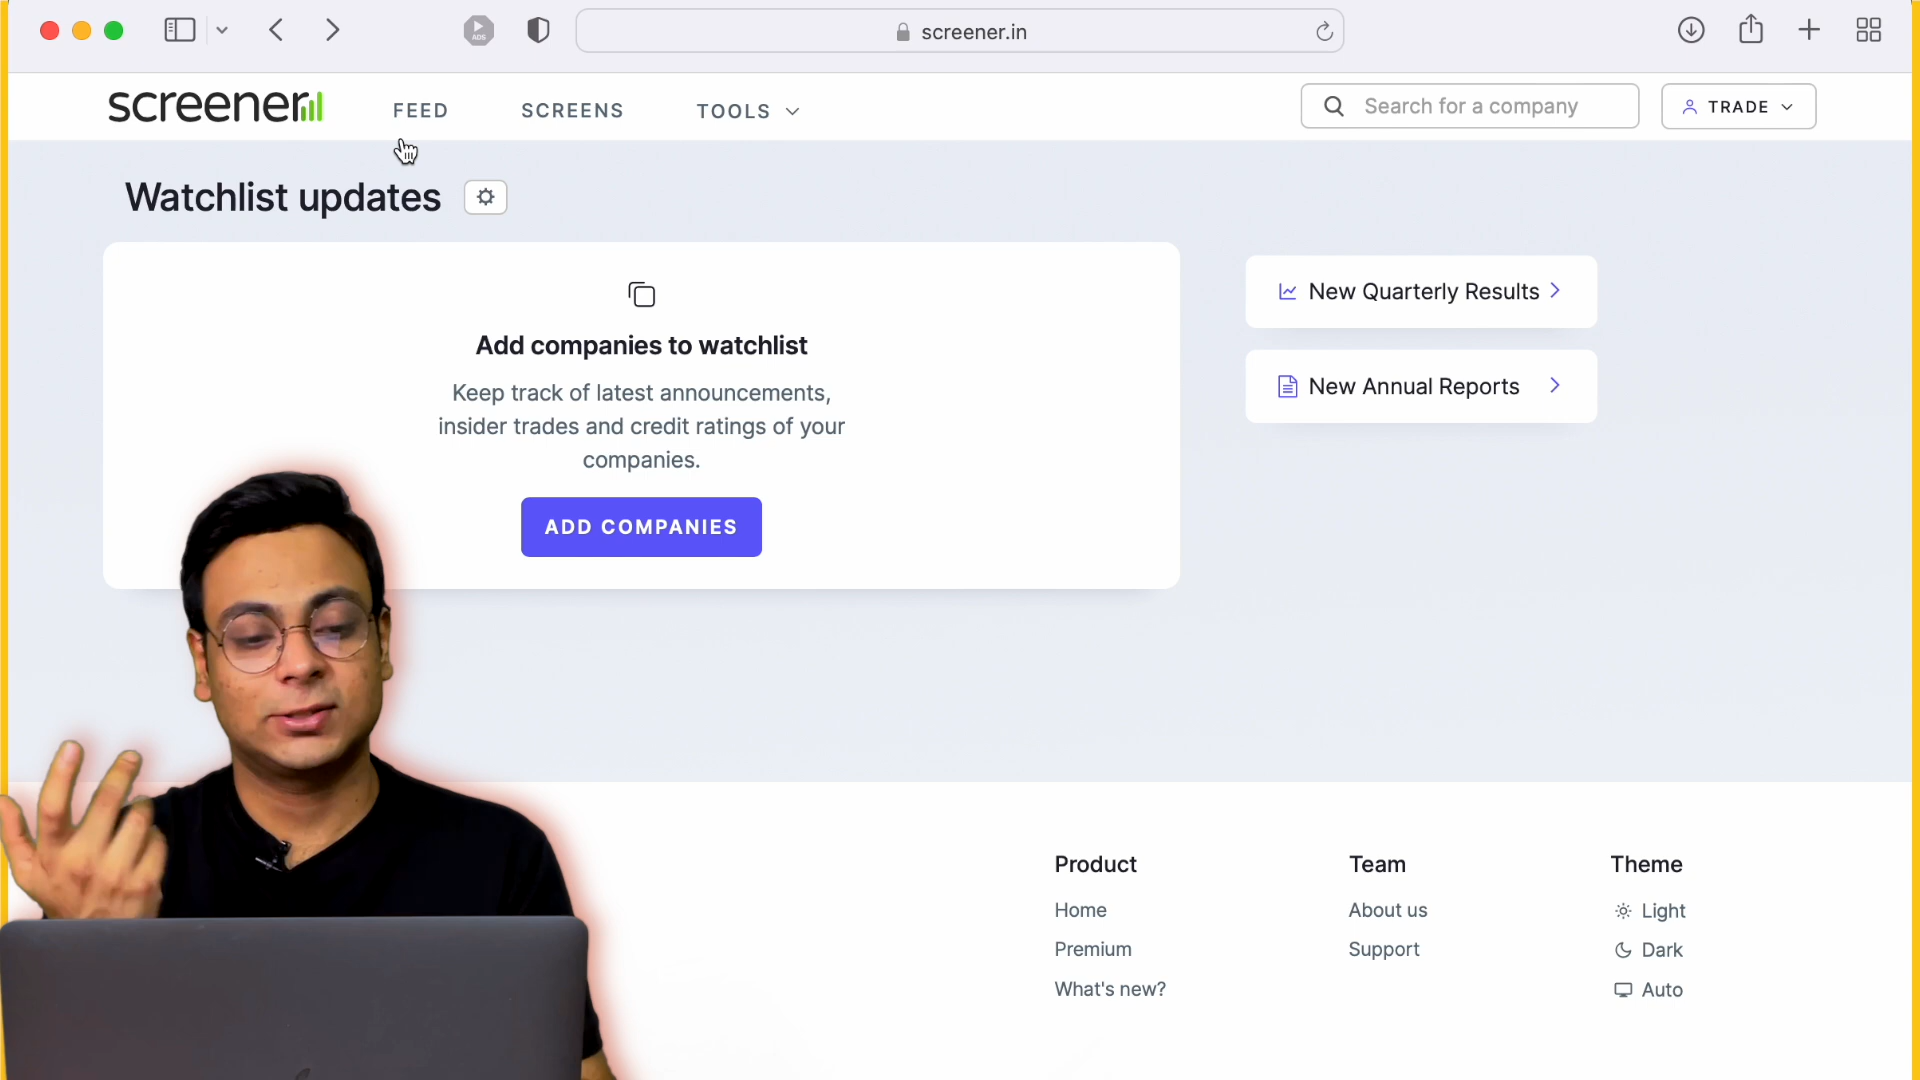 screener.in
ADS
screener
FEED
SCREENS
TOOLS
Search for a company
TRADE
Watchlist updates
Add companies to watchlist
Keep track of latest announcements,
insider trades and credit ratings of your
companies.
ADD COMPANIES
New Quarterly Results
New Annual Reports
Product
Home
Premium
What's new?
Team
About us
Support
Theme
Light
Dark
Auto